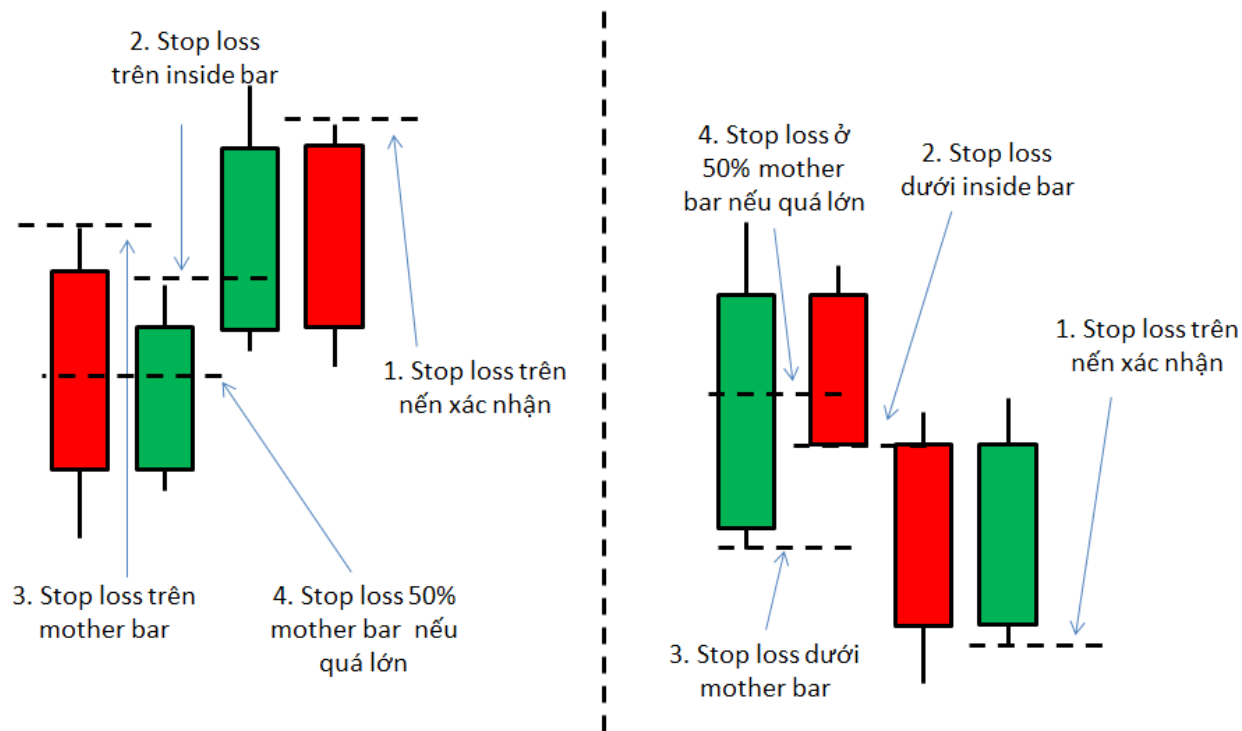 2. Stop loss
trên inside bar
1. Stop loss trên
nến xác nhận
3. Stop loss trên
mother bar
4. Stop loss 50%
mother bar nếu
quá lớn
4. Stop loss ở
50% mother
bar nếu quá lớn
2. Stop loss
dưới inside bar
1. Stop loss trên
nến xác nhận
3. Stop loss dưới
mother bar